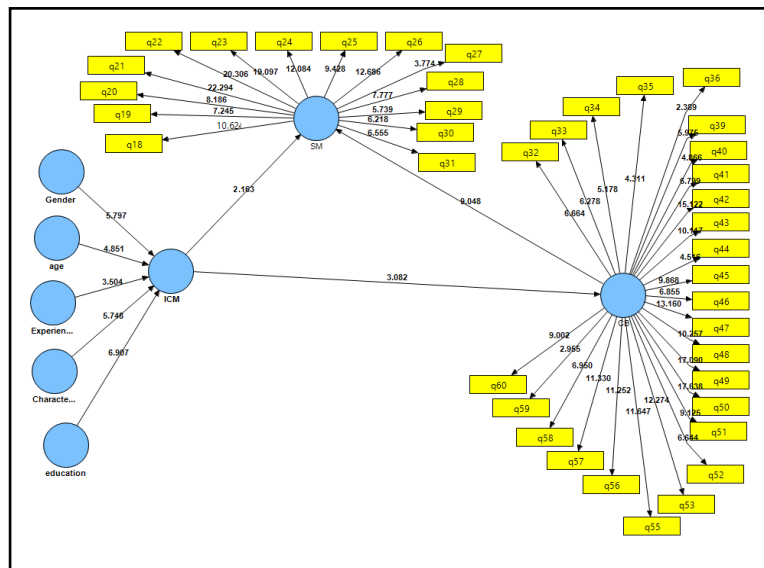 q22
q23
q24
q25
q26
q27
q21
q20
q19
q18
q28
q29
q30
q31
20.306
19.097
12.084
9.428
12.686
3.774
22.294
8.186
7.245
10.624
7.777
5.739
6.218
6.555
SM
q36
q35
q34
q33
q32
q39
q40
q41
q42
q43
q44
q45
q46
q47
q48
q49
q50
q51
q52
q53
q55
q56
q57
q58
q59
q60
2.389
5.975
4.866
6.799
15.122
10.117
9.868
6.855
13.160
10.257
17.090
17.638
9.125
6.644
12.274
11.647
11.252
11.330
6.950
2.955
9.002
4.311
5.178
6.278
6.664
Gender
5.797
age
4.851
Experien...
3.504
Characte...
5.748
education
6.907
ICM
2.163
9.048
3.082